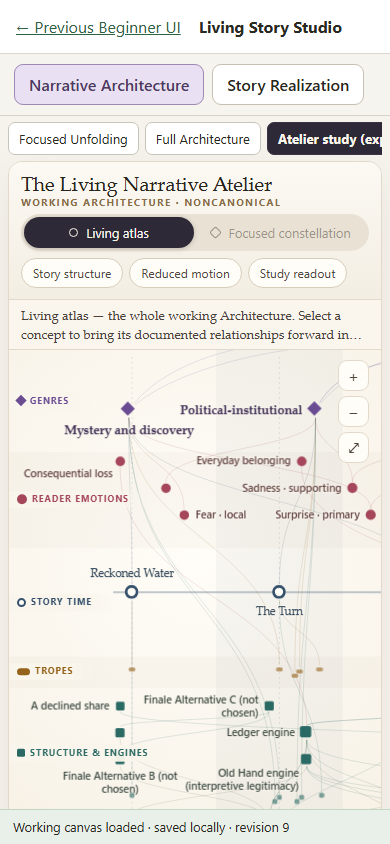 ← Previous Beginner UI
Living Story Studio
Narrative Architecture
Story Realization
Focused Unfolding
Full Architecture
Atelier study (exp
The Living Narrative Atelier
WORKING ARCHITECTURE · NONCANONICAL
Living atlas
Focused constellation
Story structure
Reduced motion
Study readout
Living atlas — the whole working Architecture. Select a
concept to bring its documented relationships forward in…
+
−
GENRES
Political-institutional
Mystery and discovery
Everyday belonging
Consequential loss
Sadness · supporting
READER EMOTIONS
Fear · local
Surprise · primary
Reckoned Water
STORY TIME
The Turn
TROPES
A declined share
Finale Alternative C (not
chosen)
Ledger engine
STRUCTURE & ENGINES
Finale Alternative B (not
chosen)
Old Hand engine
(interpretive legitimacy)
Working canvas loaded · saved locally · revision 9